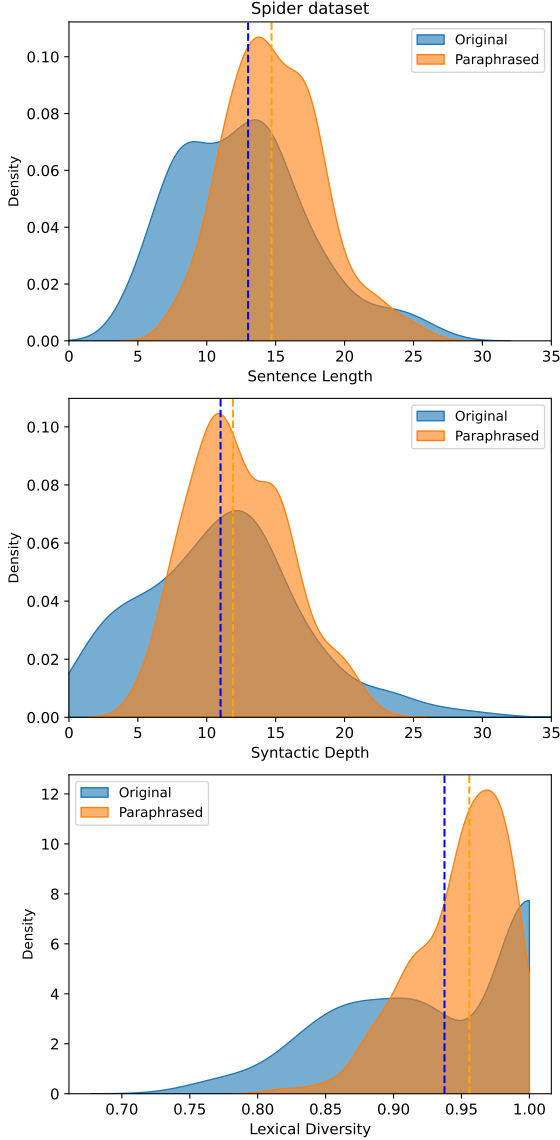 Spider dataset
Original
Paraphrased
Density
0.10
0.08
0.06
0.04
0.02
0.00
0 5 10 15 20 25 30 35
Sentence Length
Original
Paraphrased
Density
0.10
0.08
0.06
0.04
0.02
0.00
0 5 10 15 20 25 30 35
Syntactic Depth
Original
Paraphrased
Density
12
10
8
6
4
2
0
0.70 0.75 0.80 0.85 0.90 0.95 1.00
Lexical Diversity